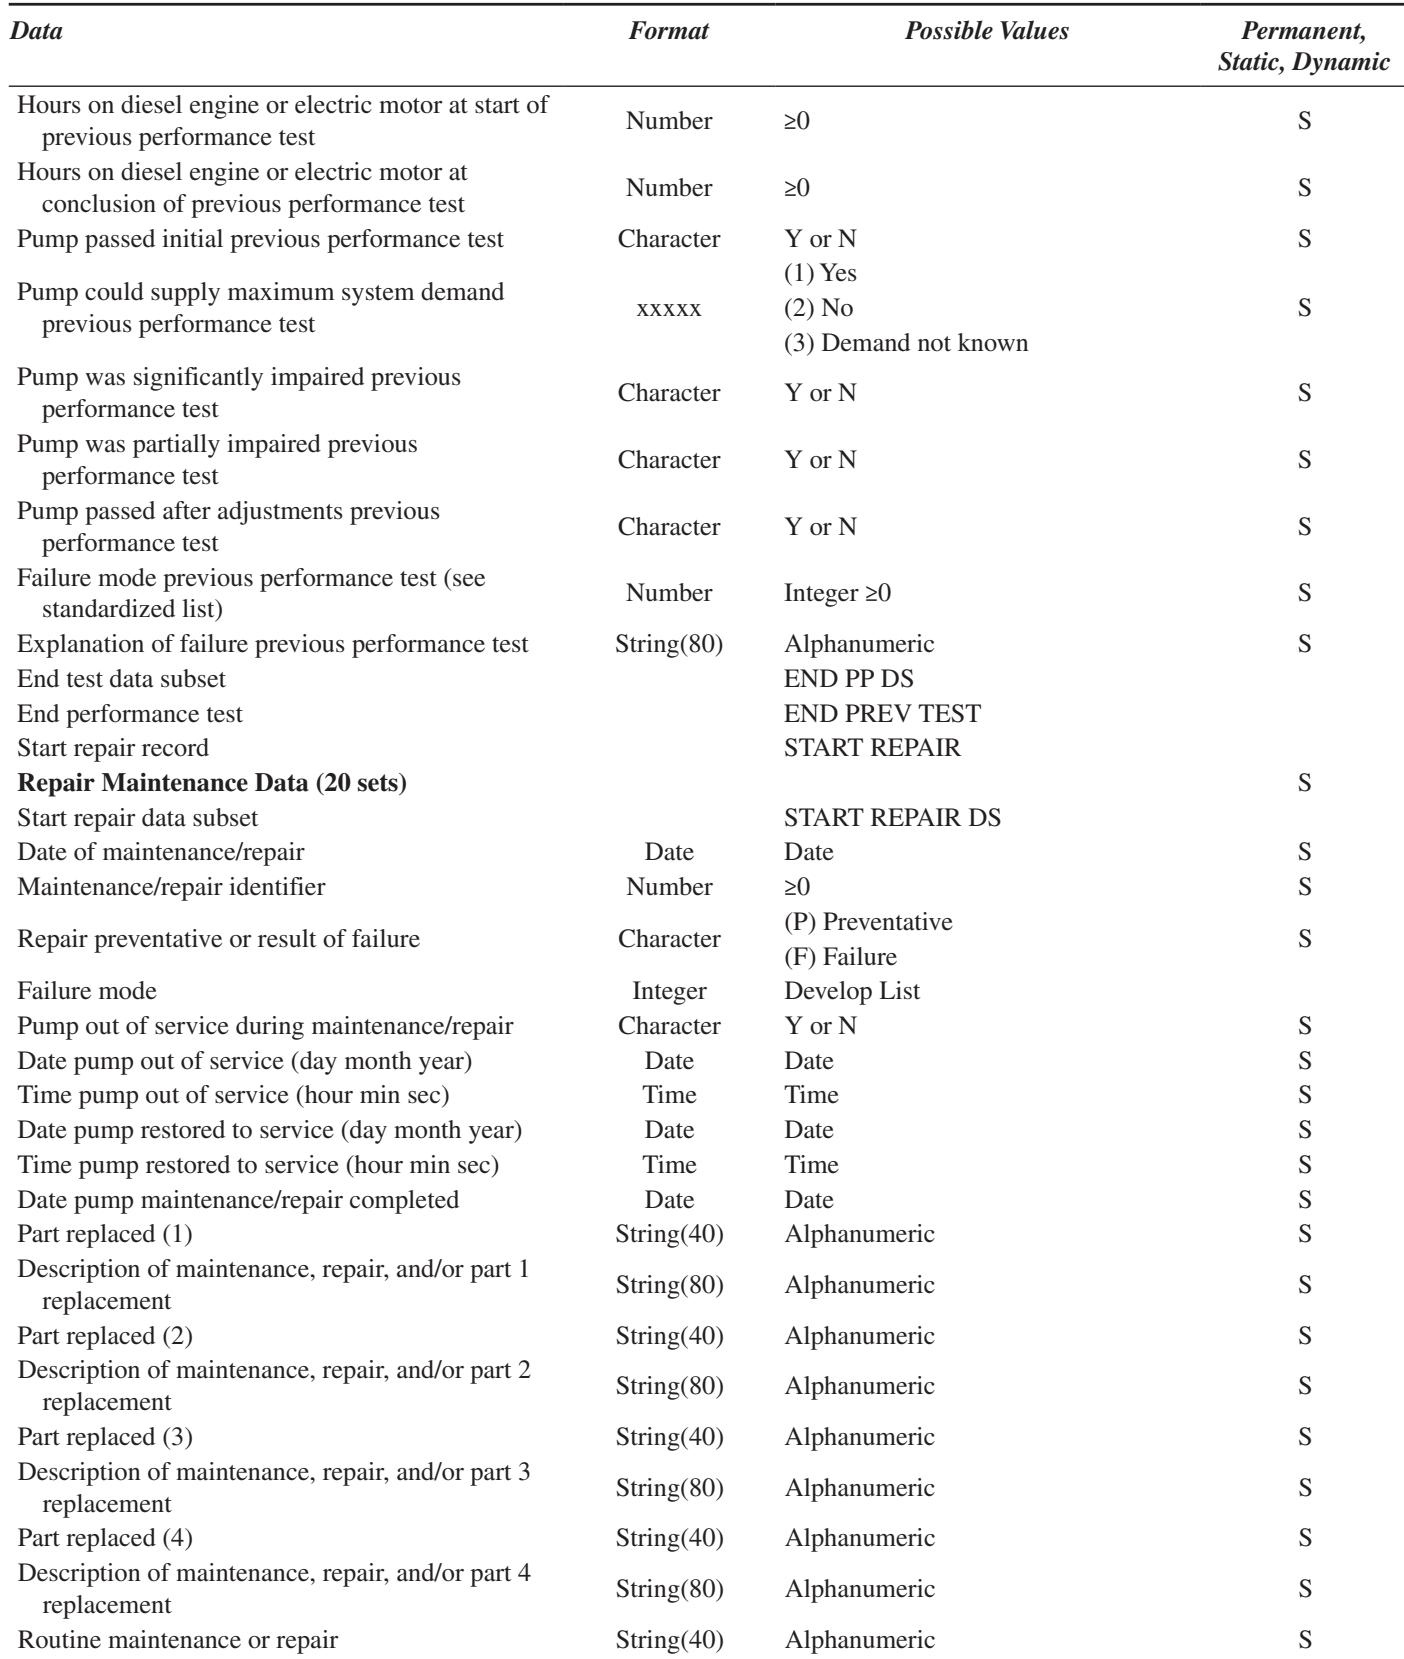 Data Format Possible Values Permanent,
Static, Dynamic
Hours on diesel engine or electric motor at start of
previous performance test Number ≥0 S
Hours on diesel engine or electric motor at
conclusion of previous performance test Number ≥0 S
Pump passed initial previous performance test Character Y or N S
Pump could supply maximum system demand
previous performance test xxxxx (1) Yes
(2) No S
(3) Demand not known
Pump was significantly impaired previous
performance test Character Y or N S
Pump was partially impaired previous
performance test Character Y or N S
Pump passed after adjustments previous
performance test Character Y or N S
Failure mode previous performance test (see
standardized list) Number Integer ≥0 S
Explanation of failure previous performance test String(80) Alphanumeric S
End test data subset END PP DS
End performance test END PREV TEST
Start repair record START REPAIR
Repair Maintenance Data (20 sets) S
Start repair data subset START REPAIR DS
Date of maintenance/repair Date Date S
Maintenance/repair identifier Number ≥0 S
Repair preventative or result of failure Character (P) Preventative S
(F) Failure
Failure mode Integer Develop List
Pump out of service during maintenance/repair Character Y or N S
Date pump out of service (day month year) Date Date S
Time pump out of service (hour min sec) Time Time S
Date pump restored to service (day month year) Date Date S
Time pump restored to service (hour min sec) Time Time S
Date pump maintenance/repair completed Date Date S
Part replaced (1) String(40) Alphanumeric S
Description of maintenance, repair, and/or part 1
replacement String(80) Alphanumeric S
Part replaced (2) String(40) Alphanumeric S
Description of maintenance, repair, and/or part 2
replacement String(80) Alphanumeric S
Part replaced (3) String(40) Alphanumeric S
Description of maintenance, repair, and/or part 3
replacement String(80) Alphanumeric S
Part replaced (4) String(40) Alphanumeric S
Description of maintenance, repair, and/or part 4
replacement String(80) Alphanumeric S
Routine maintenance or repair String(40) Alphanumeric S